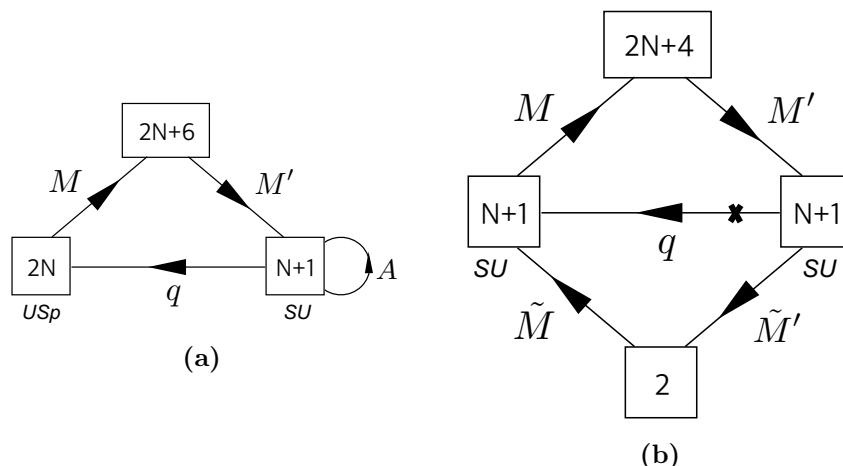 2N+6
M
M'
2N
q
N+1
A
USp
SU
(a)
2N+4
M
M'
N+1
q
N+1
SU
SU
M̃
M̃'
2
(b)